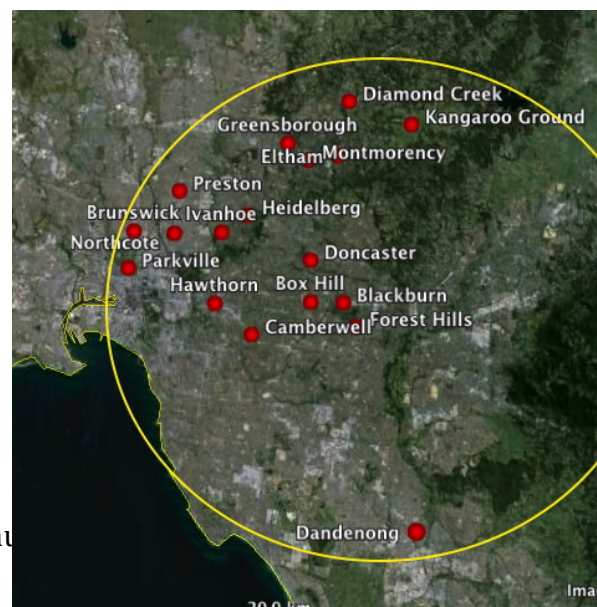 Diamond Creek
Kangaroo Ground
Greensborough
Eltham
Montmorency
Preston
Heidelberg
Brunswick
Ivanhoe
Northcote
Doncaster
Parkville
Hawthorn
Box Hill
Blackburn
Forest Hills
Camberwell
Dandenong
Ima